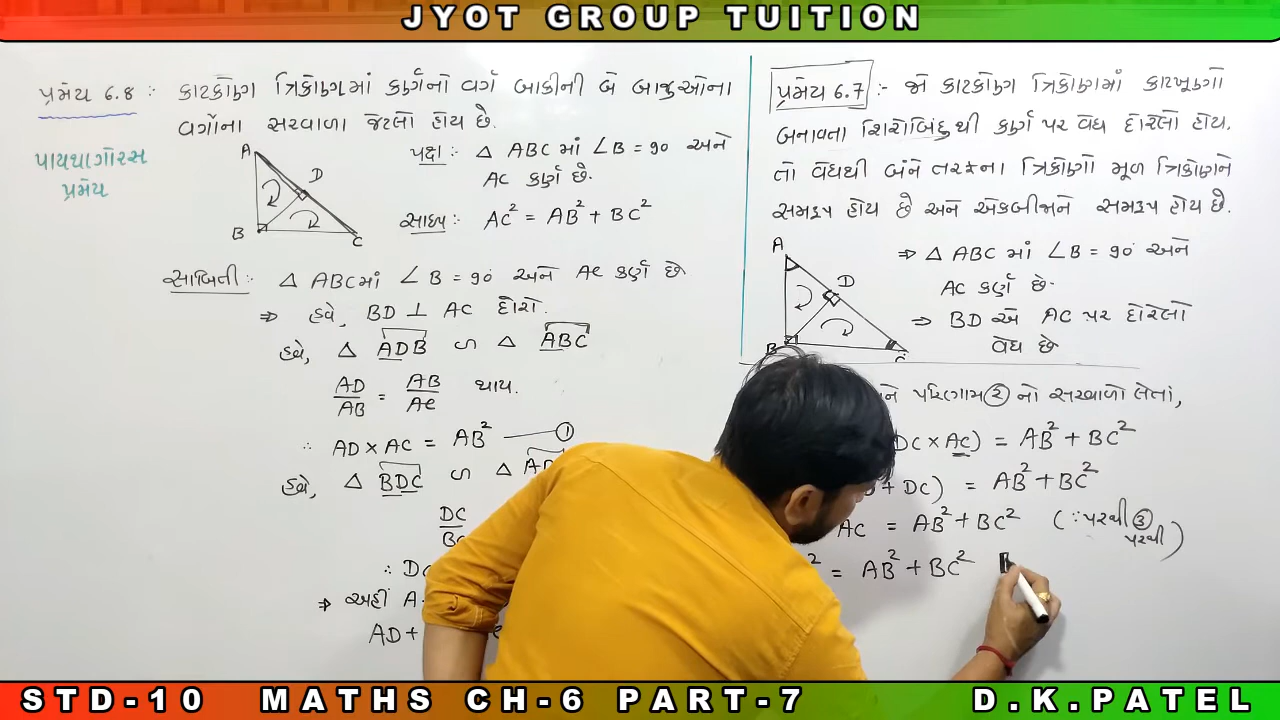 JYOT GROUP TUITION
પ્રમેય 6.8 :- કાટકોણ ત્રિકોણમાં કર્ણનો વર્ગ બાકીની બે બાજુઓના
વર્ગોના સરવાળા જેટલો હોય છે.
પાયથાગોરસ
પ્રમેય
A
D
B
C
પક્ષ :- △ ABC માં ∠B = 90 અને
AC કર્ણ છે.
સાધ્ય :- AC² = AB² + BC²
સાબિતી :- △ ABC માં ∠B = 90 અને AC કર્ણ છે
⇒ હવે, BD ⊥ AC દોરો.
હવે, △ ADB ∽ △ ABC
AD/AB = AB/AC થાય.
∴ AD × AC = AB² — ①
હવે, △ BDC ∽ △
DC
∴ DC
⇒ અહીં A-
AD +
પ્રમેય 6.7 :- જો કાટકોણ ત્રિકોણમાં કાટખૂણો
બનાવના શિરોબિંદુથી કર્ણ પર વેધ દોરેલો હોય.
તો વેધથી બંને તરફના ત્રિકોણો મૂળ ત્રિકોણને
સમરૂપ હોય છે અને એકબીજાને સમરૂપ હોય છે.
A
D
B
C
⇒ △ ABC માં ∠B = 90 અને
AC કર્ણ છે.
⇒ BD એ AC પર દોરેલો
વેધ છે
ને પરિણામ ② નો સરવાળો લેતાં,
DC × AC) = AB² + BC²
+ DC) = AB² + BC²
AC = AB² + BC² (∵ પરથી ③
પરથી)
² = AB² + BC²
STD-10 MATHS CH-6 PART-7 D.K.PATEL